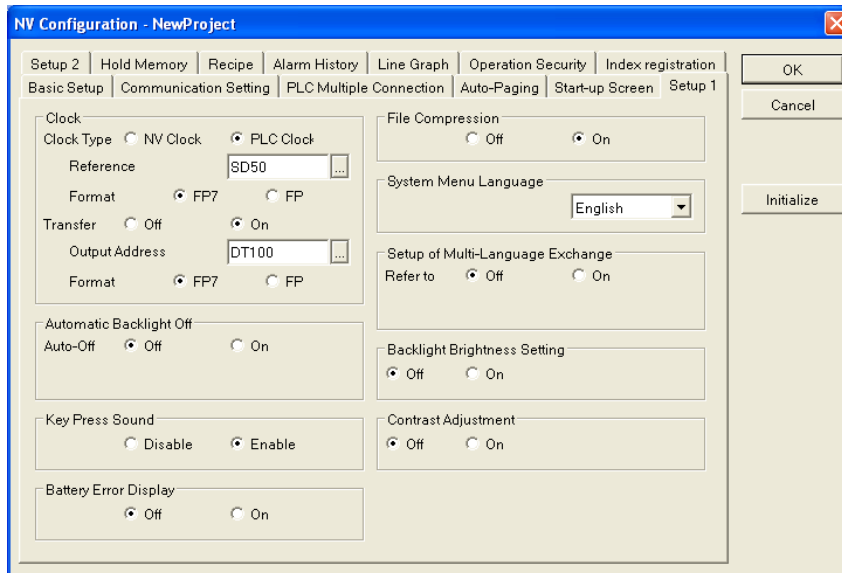 NV Configuration - NewProject
Setup 2 Hold Memory Recipe Alarm History Line Graph Operation Security Index registration
Basic Setup Communication Setting PLC Multiple Connection Auto-Paging Start-up Screen Setup 1
OK
Cancel
Initialize
Clock
Clock Type NV Clock PLC Clock
Reference SD50 ...
Format FP7 FP
Transfer Off On
Output Address DT100 ...
Format FP7 FP
Automatic Backlight Off
Auto-Off Off On
Key Press Sound
Disable Enable
Battery Error Display
Off On
File Compression
Off On
System Menu Language
English
Setup of Multi-Language Exchange
Refer to Off On
Backlight Brightness Setting
Off On
Contrast Adjustment
Off On